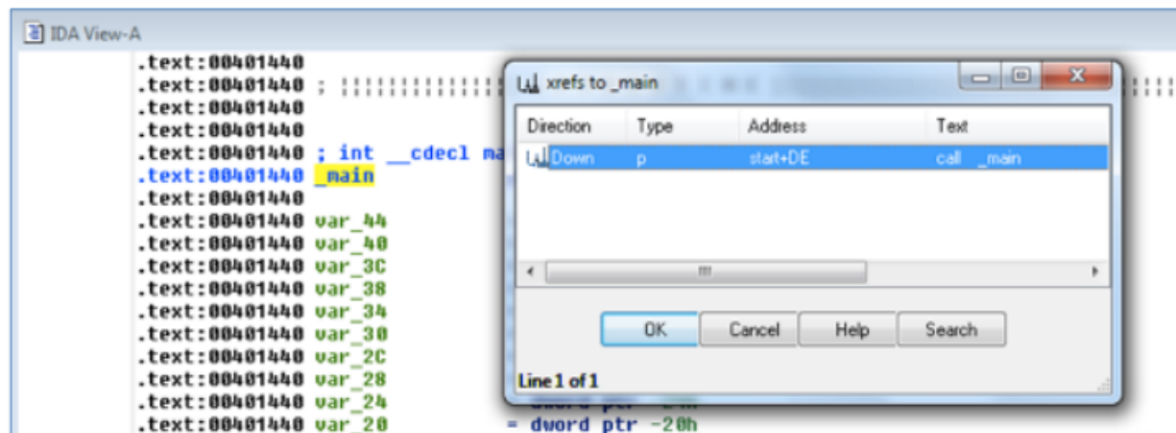 IDA View-A
.text:00401440
.text:00401440 ;
.text:00401440
.text:00401440
.text:00401440 ; int __cdecl ma
.text:00401440 _main
.text:00401440
.text:00401440 var_44
.text:00401440 var_40
.text:00401440 var_3C
.text:00401440 var_38
.text:00401440 var_34
.text:00401440 var_30
.text:00401440 var_2C
.text:00401440 var_28
.text:00401440 var_24
.text:00401440 var_20 = dword ptr -20h
xrefs to _main
Direction Type Address Text
Down p start+DE call _main
OK Cancel Help Search
Line 1 of 1